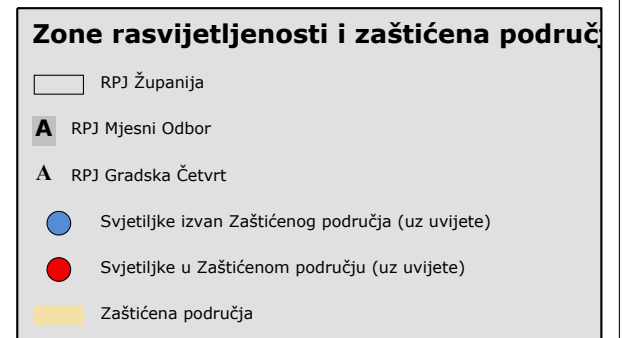 Zone rasvijetljenosti i zaštićena područj
RPJ Županija
A RPJ Mjesni Odbor
A RPJ Gradska Četvrt
Svjetiljke izvan Zaštićenog područja (uz uvijete)
Svjetiljke u Zaštićenom području (uz uvijete)
Zaštićena područja